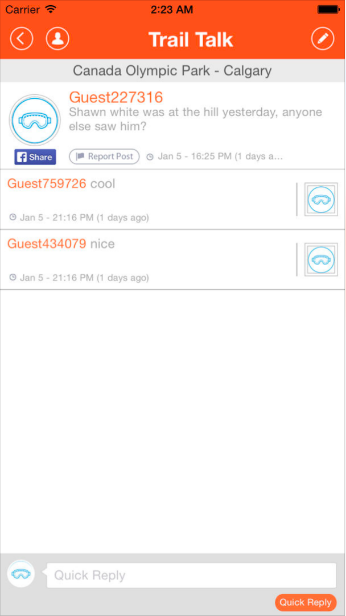 Carrier 2:23 AM
Trail Talk
Canada Olympic Park - Calgary
Guest227316
Shawn white was at the hill yesterday, anyone
else saw him?
f Share Report Post Jan 5 - 16:25 PM (1 days a...
Guest759726 cool
Jan 5 - 21:16 PM (1 days ago)
Guest434079 nice
Jan 5 - 21:16 PM (1 days ago)
Quick Reply
Quick Reply